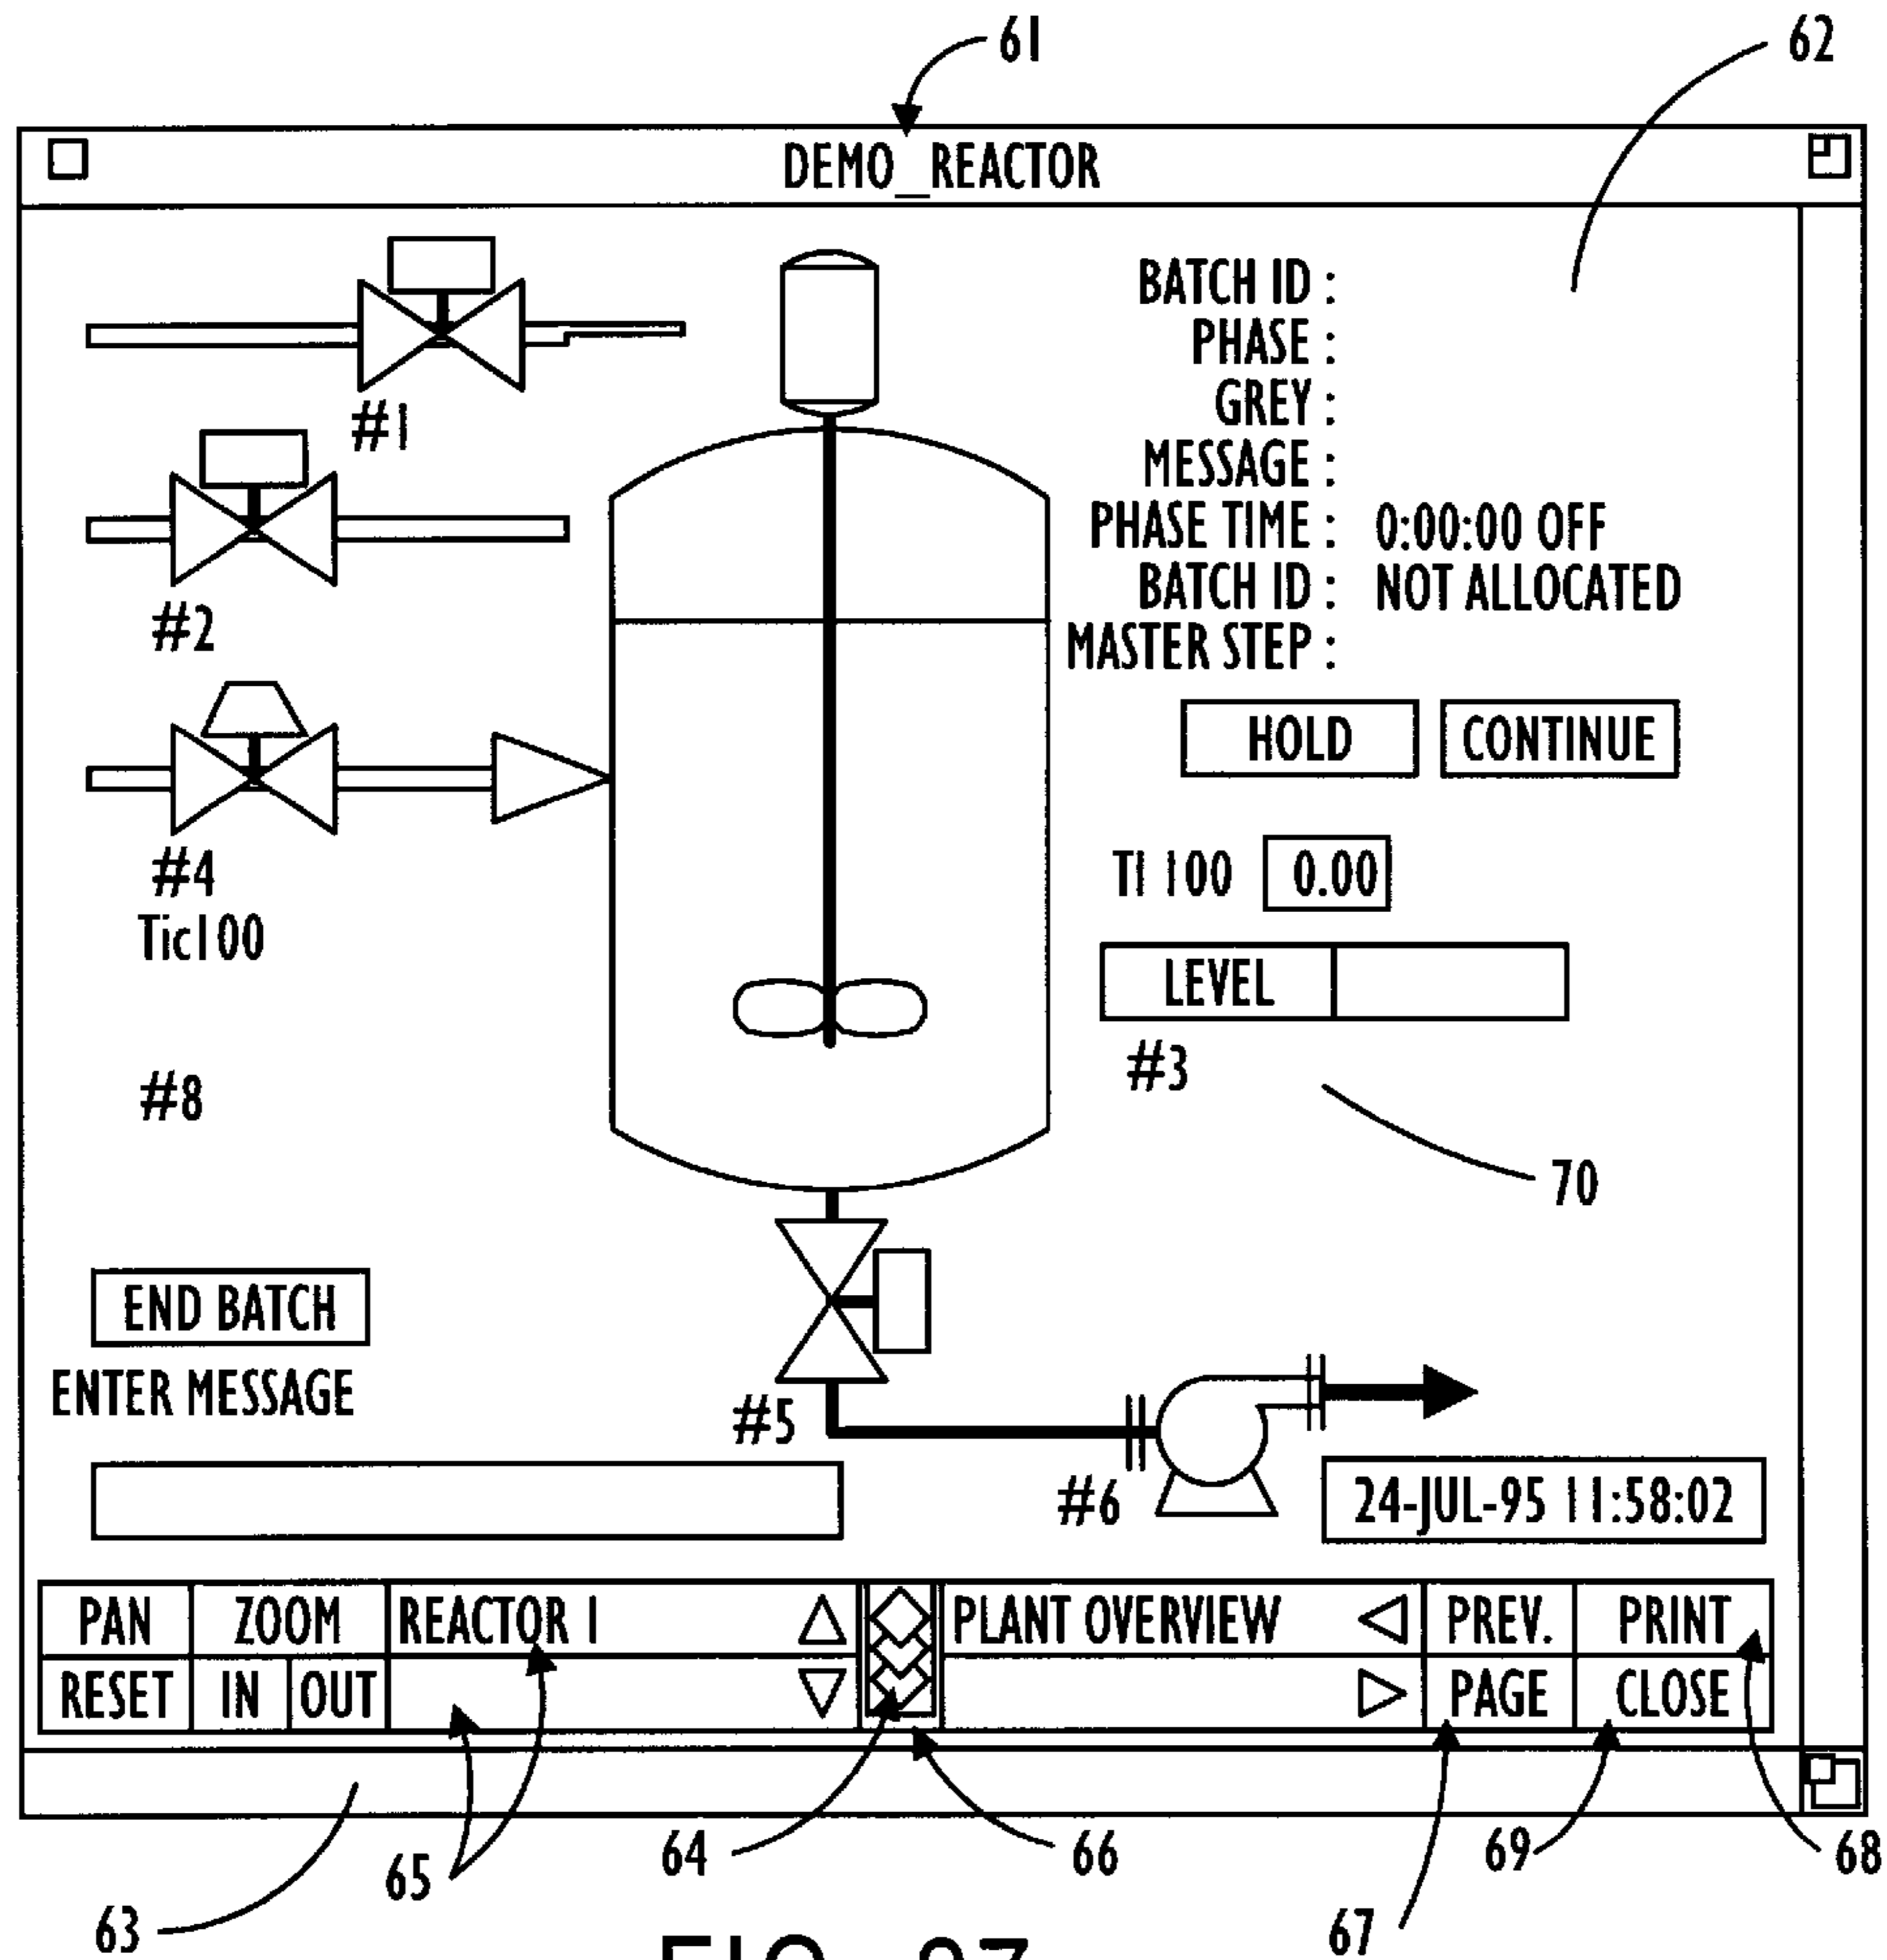 61
62
DEMO_REACTOR
BATCH ID :
PHASE :
GREY :
#1
MESSAGE :
PHASE TIME : 0:00:00 OFF
BATCH ID : NOT ALLOCATED
#2
MASTER STEP :
HOLD CONTINUE
TI 100 0.00
#4
Tic100
LEVEL
#3
#8
70
END BATCH
ENTER MESSAGE
#5
#6
24-JUL-95 11:58:02
PAN ZOOM REACTOR 1 PLANT OVERVIEW PREV. PRINT
RESET IN OUT PAGE CLOSE
65 64 66 69 68
63 67